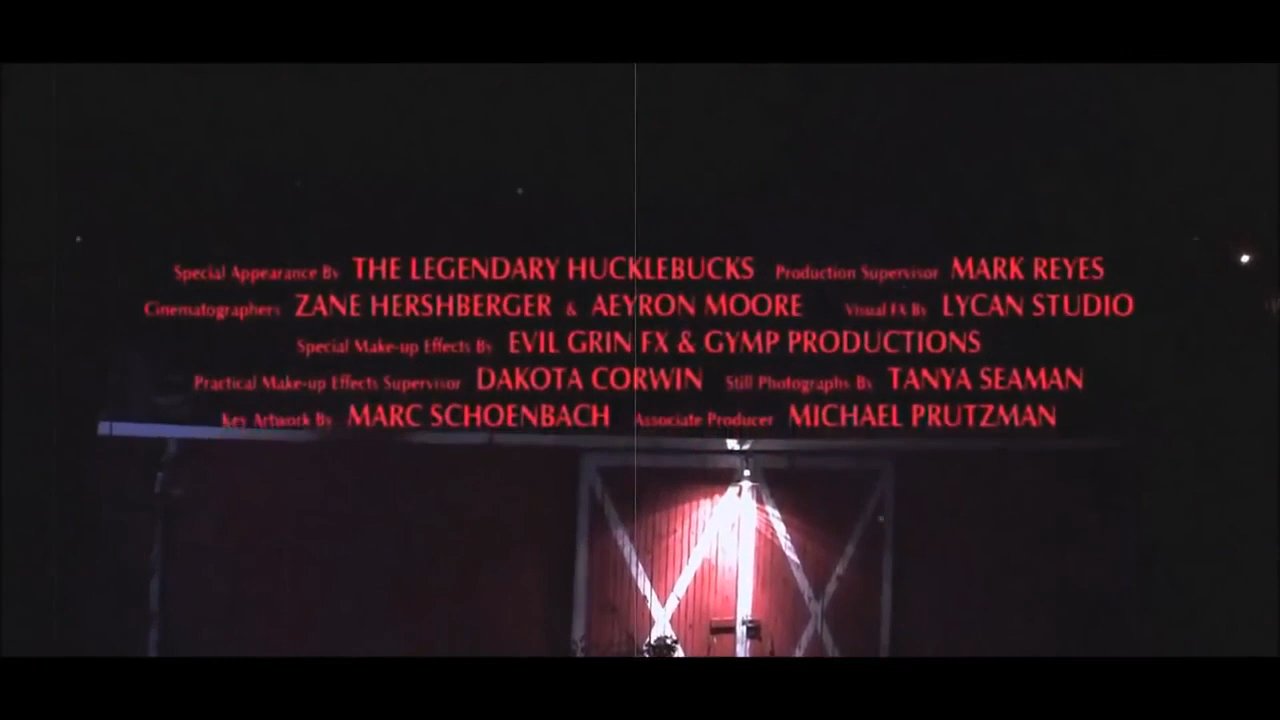 Special Appearance By THE LEGENDARY HUCKLEBUCKS Production Supervisor MARK REYES
Cinematographers ZANE HERSHBERGER & AEYRON MOORE Visual FX By LYCAN STUDIO
Special Make-up Effects By EVIL GRIN FX & GYMP PRODUCTIONS
Practical Make-up Effects Supervisor DAKOTA CORWIN Still Photographs By TANYA SEAMAN
Key Artwork By MARC SCHOENBACH Associate Producer MICHAEL PRUTZMAN